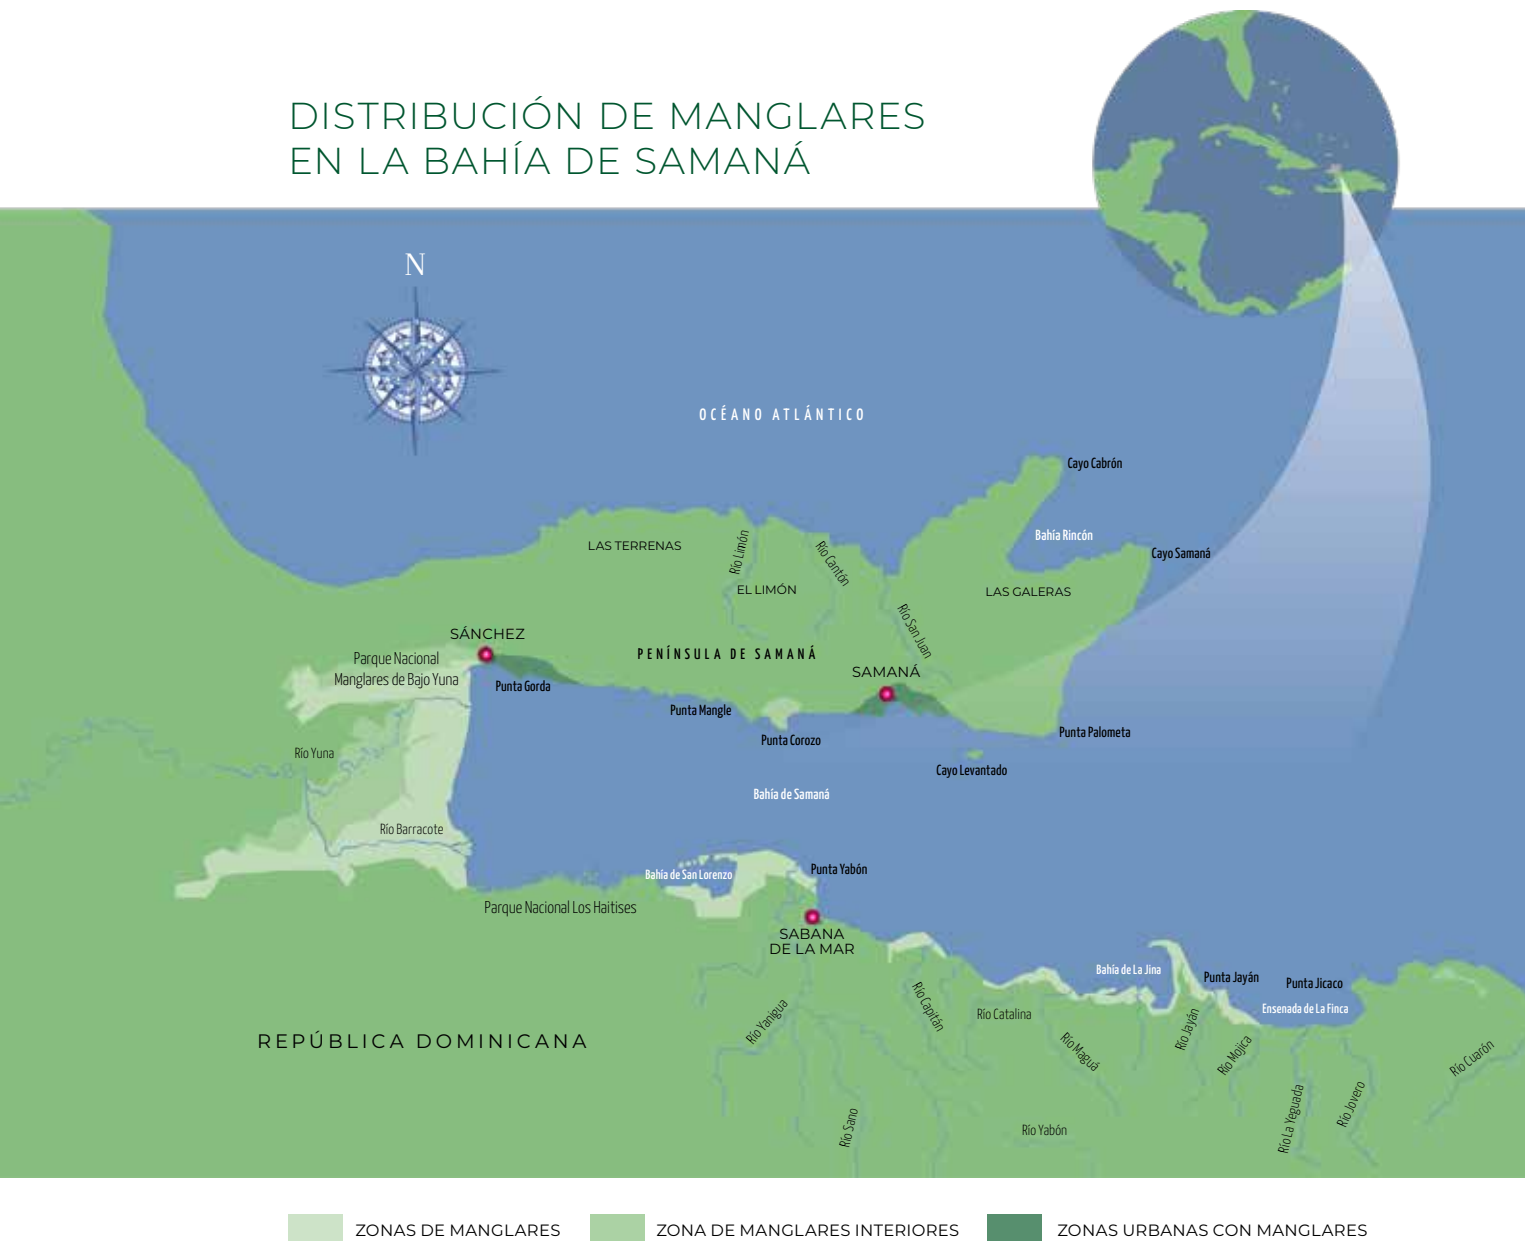 DISTRIBUCIÓN DE MANGLARES
EN LA BAHÍA DE SAMANÁ
N
OCÉANO ATLÁNTICO
Cayo Cabrón
Bahía Rincón
Cayo Samaná
LAS TERRENAS
Río Limón
Río Cantón
EL LIMÓN
LAS GALERAS
Río San Juan
SÁNCHEZ
PENÍNSULA DE SAMANÁ
Parque Nacional
Manglares de Bajo Yuna
SAMANÁ
Punta Gorda
Punta Mangle
Punta Corozo
Punta Palometa
Río Yuna
Cayo Levantado
Bahía de Samaná
Río Barracote
Punta Yabón
Bahía de San Lorenzo
Parque Nacional Los Haitises
SABANA
DE LA MAR
Bahía de La Jina
Punta Jayán
Punta Jicaco
Ensenada de La Finca
Río Yanigua
Río Capitán
Río Catalina
Río Maguá
Río Jayán
Río Mojica
Río Cuarón
REPÚBLICA DOMINICANA
Río Sano
Río Yabón
Río La Yeguada
Río Jovero
ZONAS DE MANGLARES
ZONA DE MANGLARES INTERIORES
ZONAS URBANAS CON MANGLARES